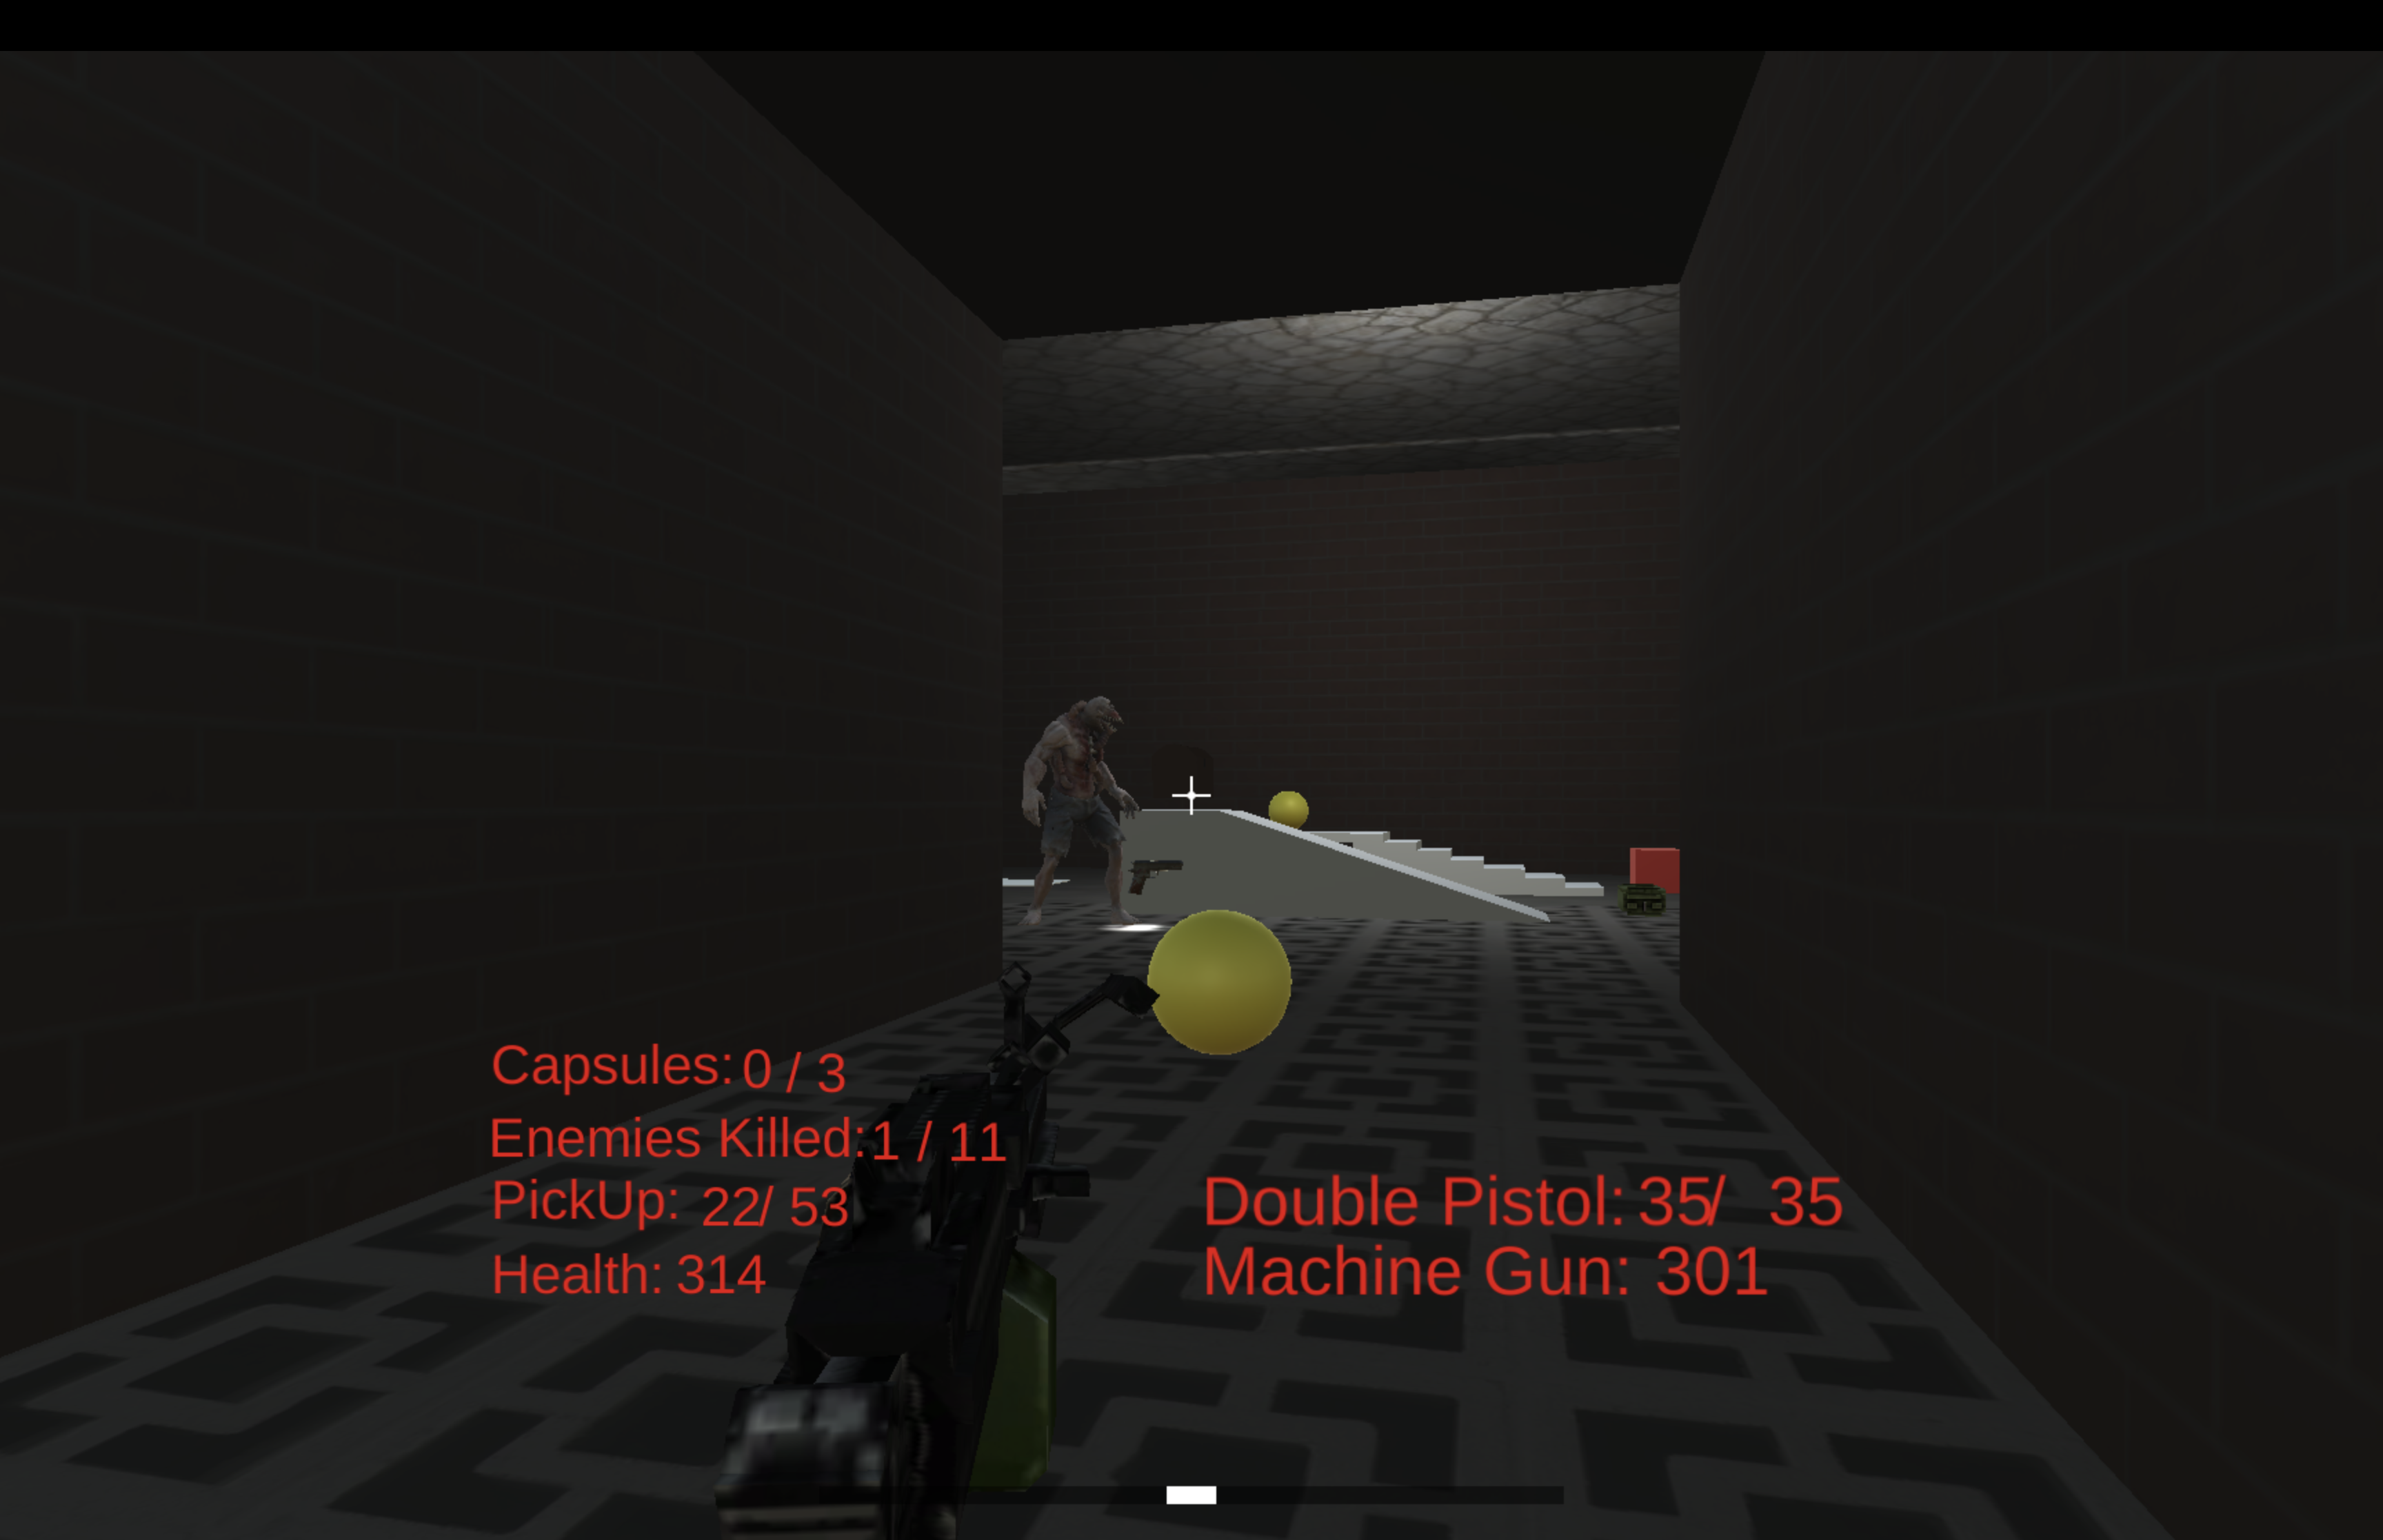 Capsules: 0 / 3
Enemies Killed: 1 / 11
PickUp: 22/ 53
Health: 314
Double Pistol: 35/ 35
Machine Gun: 301